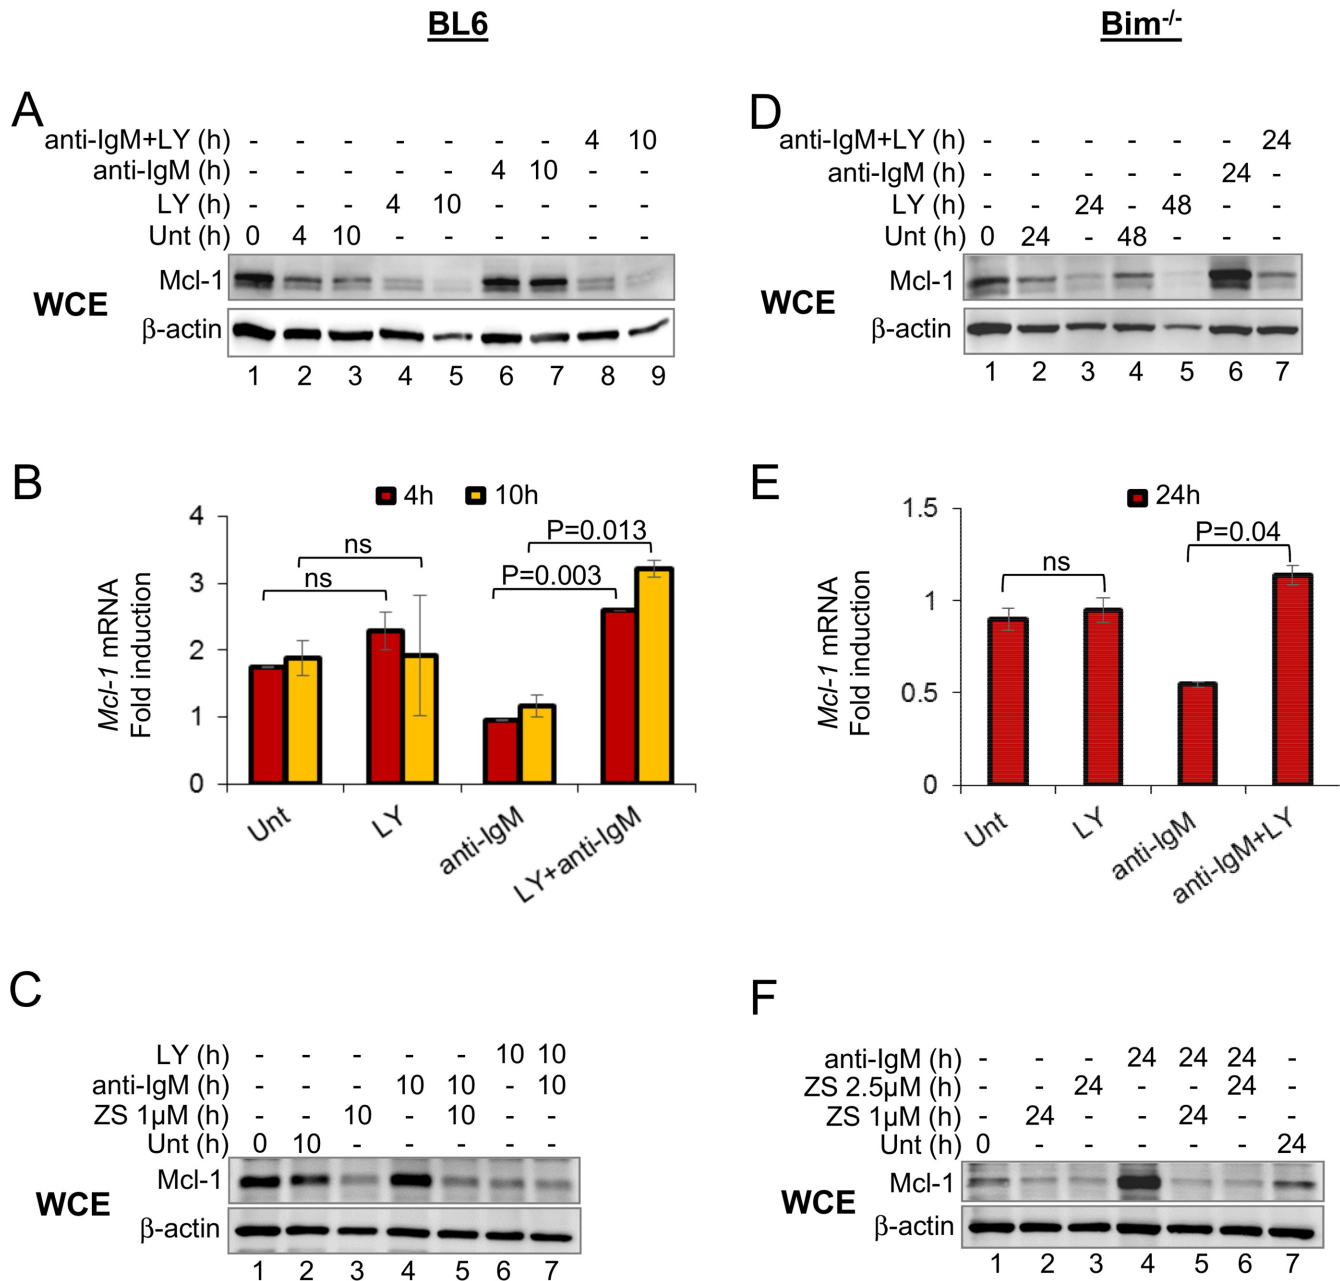 BL6
Bim-/-
A
anti-IgM+LY (h) - - - - - - - 4 10
anti-IgM (h) - - - - - 4 10 - -
LY (h) - - - 4 10 - - - -
Unt (h) 0 4 10 - - - - - -
Mcl-1
WCE
β-actin
1 2 3 4 5 6 7 8 9
D
anti-IgM+LY (h) - - - - - - 24
anti-IgM (h) - - - - - 24 -
LY (h) - - 24 - 48 - -
Unt (h) 0 24 - 48 - - -
Mcl-1
WCE
β-actin
1 2 3 4 5 6 7
B
4h 10h
Mcl-1 mRNA
Fold induction
4
3
2
1
0
ns
ns
P=0.013
P=0.003
Unt
LY
anti-IgM
LY+anti-IgM
E
24h
Mcl-1 mRNA
Fold induction
1.5
1
0.5
0
ns
P=0.04
Unt
LY
anti-IgM
anti-IgM+LY
C
LY (h) - - - - - 10 10
anti-IgM (h) - - - 10 10 - 10
ZS 1µM (h) - - 10 - 10 - -
Unt (h) 0 10 - - - - -
Mcl-1
WCE
β-actin
1 2 3 4 5 6 7
F
anti-IgM (h) - - - 24 24 24 -
ZS 2.5µM (h) - - 24 - - 24 -
ZS 1µM (h) - 24 - - 24 - -
Unt (h) 0 - - - - - 24
Mcl-1
WCE
β-actin
1 2 3 4 5 6 7